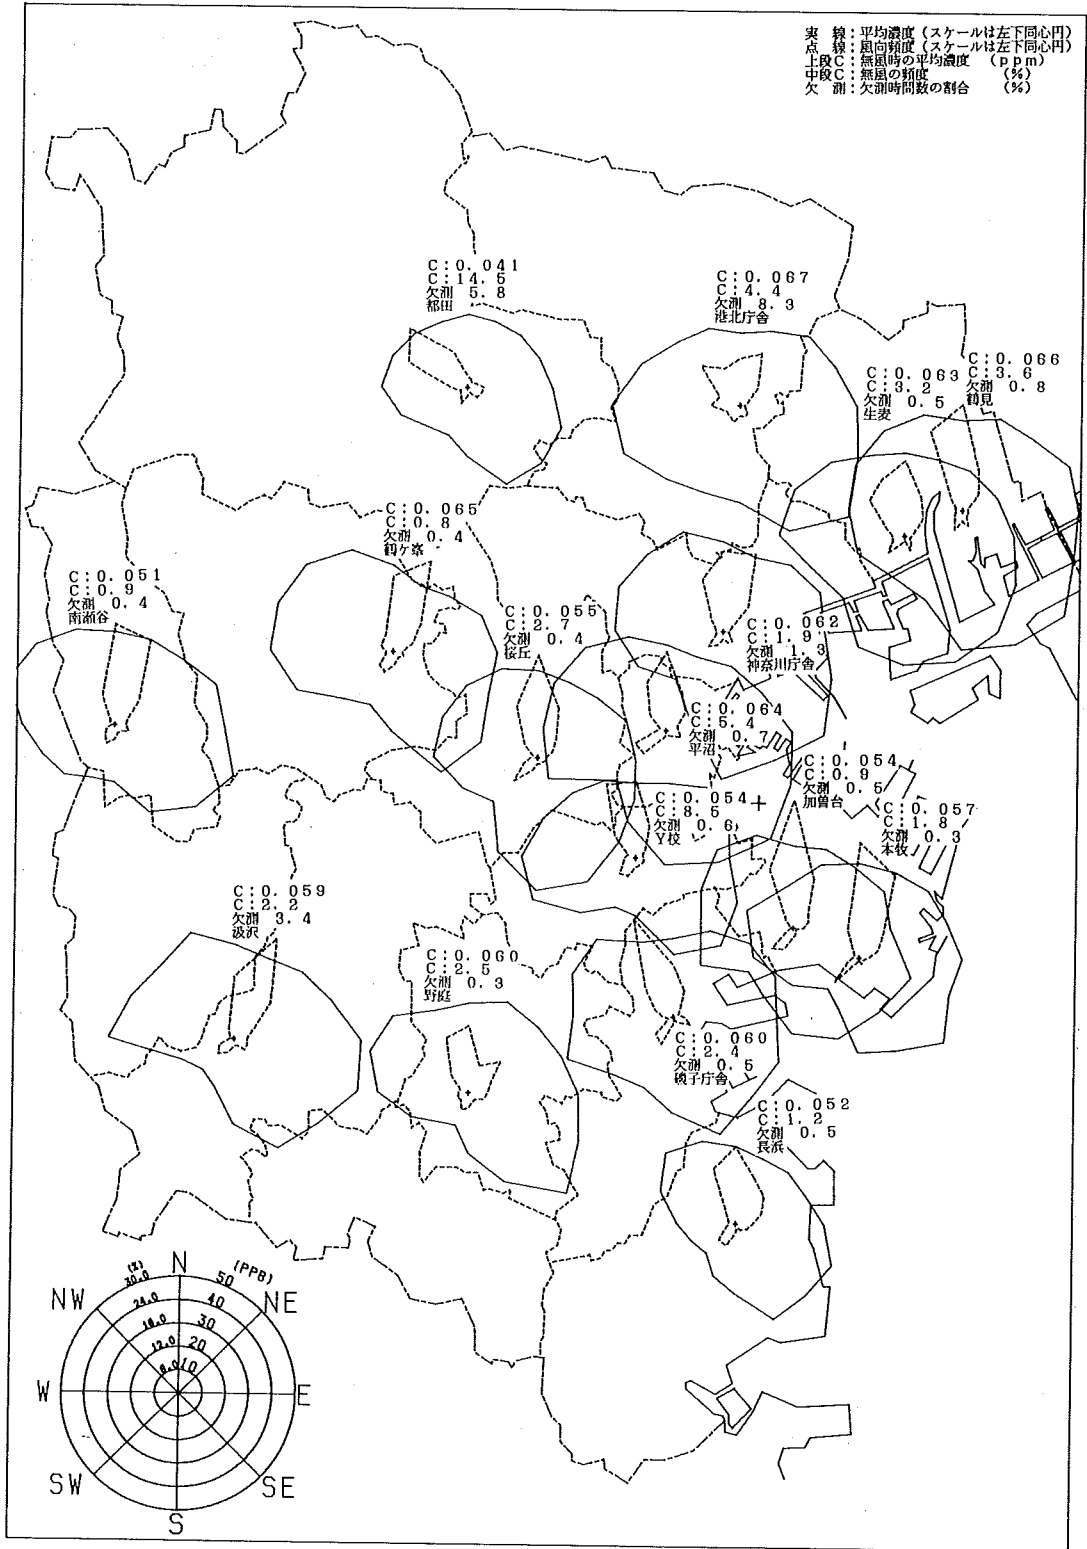 実　線：平均濃度（スケールは左下同心円）
点　線：風向頻度（スケールは左下同心円）
上段C：無風時の平均濃度　（ppm）
中段C：無風の頻度　（%）
欠　測：欠測時間数の割合　（%）
C：0.041
C：14.5
欠測　5.8
都田
C：0.067
C：4.4
欠測　8.3
港北庁舎
C：0.066
C：3.6
欠測　0.8
鶴見
C：0.063
C：3.2
欠測　0.5
生麦
C：0.065
C：0.8
欠測　0.4
鶴ケ峯
C：0.051
C：0.9
欠測　0.4
南瀬谷
C：0.055
C：2.7
欠測　0.4
桜丘
C：0.062
C：1.9
欠測　1.3
神奈川庁舎
C：0.064
C：5.4
欠測　0.7
平沼
C：0.054
C：0.9
欠測　0.5
加曽台
C：0.054
C：8.5
欠測　0.6
Y校
C：0.057
C：1.8
欠測　0.3
本牧
C：0.059
C：2.2
欠測　3.4
汲沢
C：0.060
C：2.5
欠測　0.3
野庭
C：0.060
C：2.4
欠測　0.5
磯子庁舎
C：0.052
C：1.2
欠測　0.5
長浜
N
(%)
(PPB)
30.0
50
NW
NE
24.0
40
18.0
30
12.0
20
6.0
10
W
E
SW
SE
S